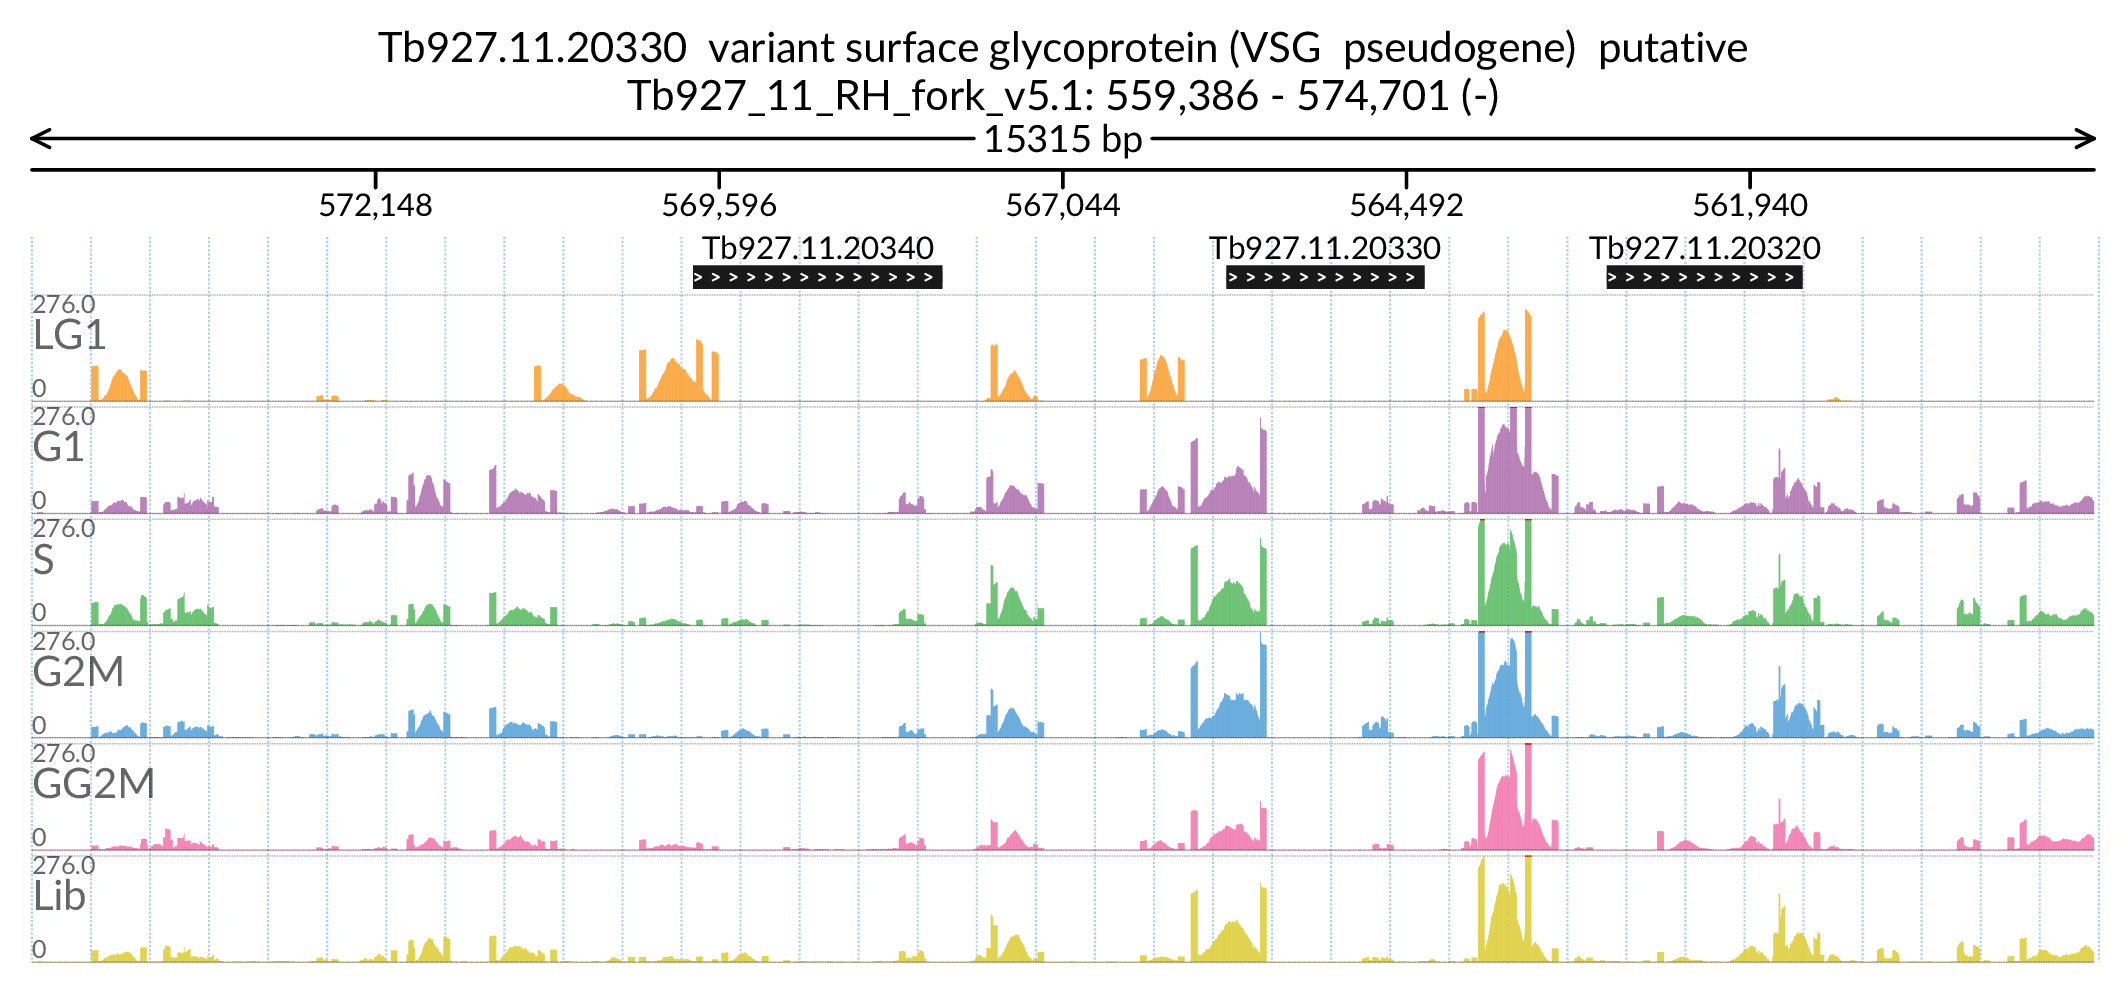 Tb927.11.20330  variant surface glycoprotein (VSG  pseudogene)  putative
Tb927_11_RH_fork_v5.1: 559,386 - 574,701 (-)
15315 bp
572,148 569,596 567,044 564,492 561,940
Tb927.11.20340 Tb927.11.20330 Tb927.11.20320
276.0
LG1
0
276.0
G1
0
276.0
S
0
276.0
G2M
0
276.0
GG2M
0
276.0
Lib
0